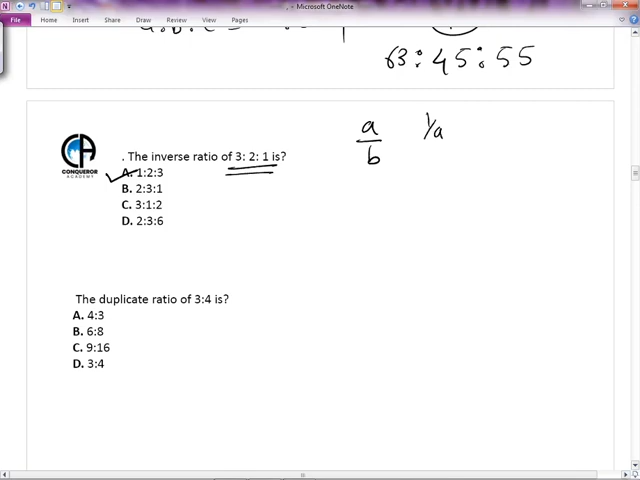 Microsoft OneNote
File Home Insert Share Draw Review View Pages
63:45:55
a/b 1/a
CONQUEROR
ACADEMY
. The inverse ratio of 3: 2: 1 is?
A. 1:2:3
B. 2:3:1
C. 3:1:2
D. 2:3:6
The duplicate ratio of 3:4 is?
A. 4:3
B. 6:8
C. 9:16
D. 3:4